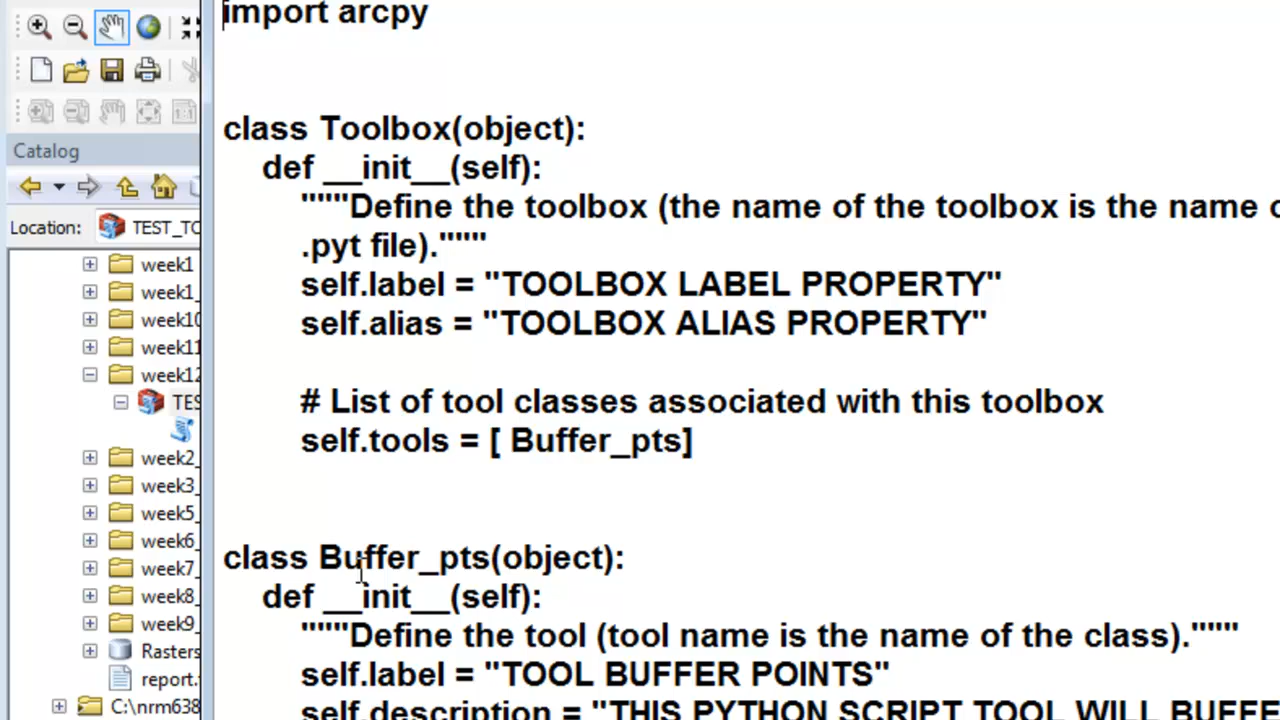 Catalog
Location: TEST_TO
week1
week1_
week10
week11
week12
TES
week2_
week3_
week5_
week6_
week7_
week8_
week9_
Rasters
report.
C:\nrm638
import arcpy
class Toolbox(object):
def __init__(self):
"""Define the toolbox (the name of the toolbox is the name
.pyt file)."""
self.label = "TOOLBOX LABEL PROPERTY"
self.alias = "TOOLBOX ALIAS PROPERTY"
# List of tool classes associated with this toolbox
self.tools = [ Buffer_pts]
class Buffer_pts(object):
def __init__(self):
"""Define the tool (tool name is the name of the class)."""
self.label = "TOOL BUFFER POINTS"
self.description = "THIS PYTHON SCRIPT TOOL WILL BUFFE